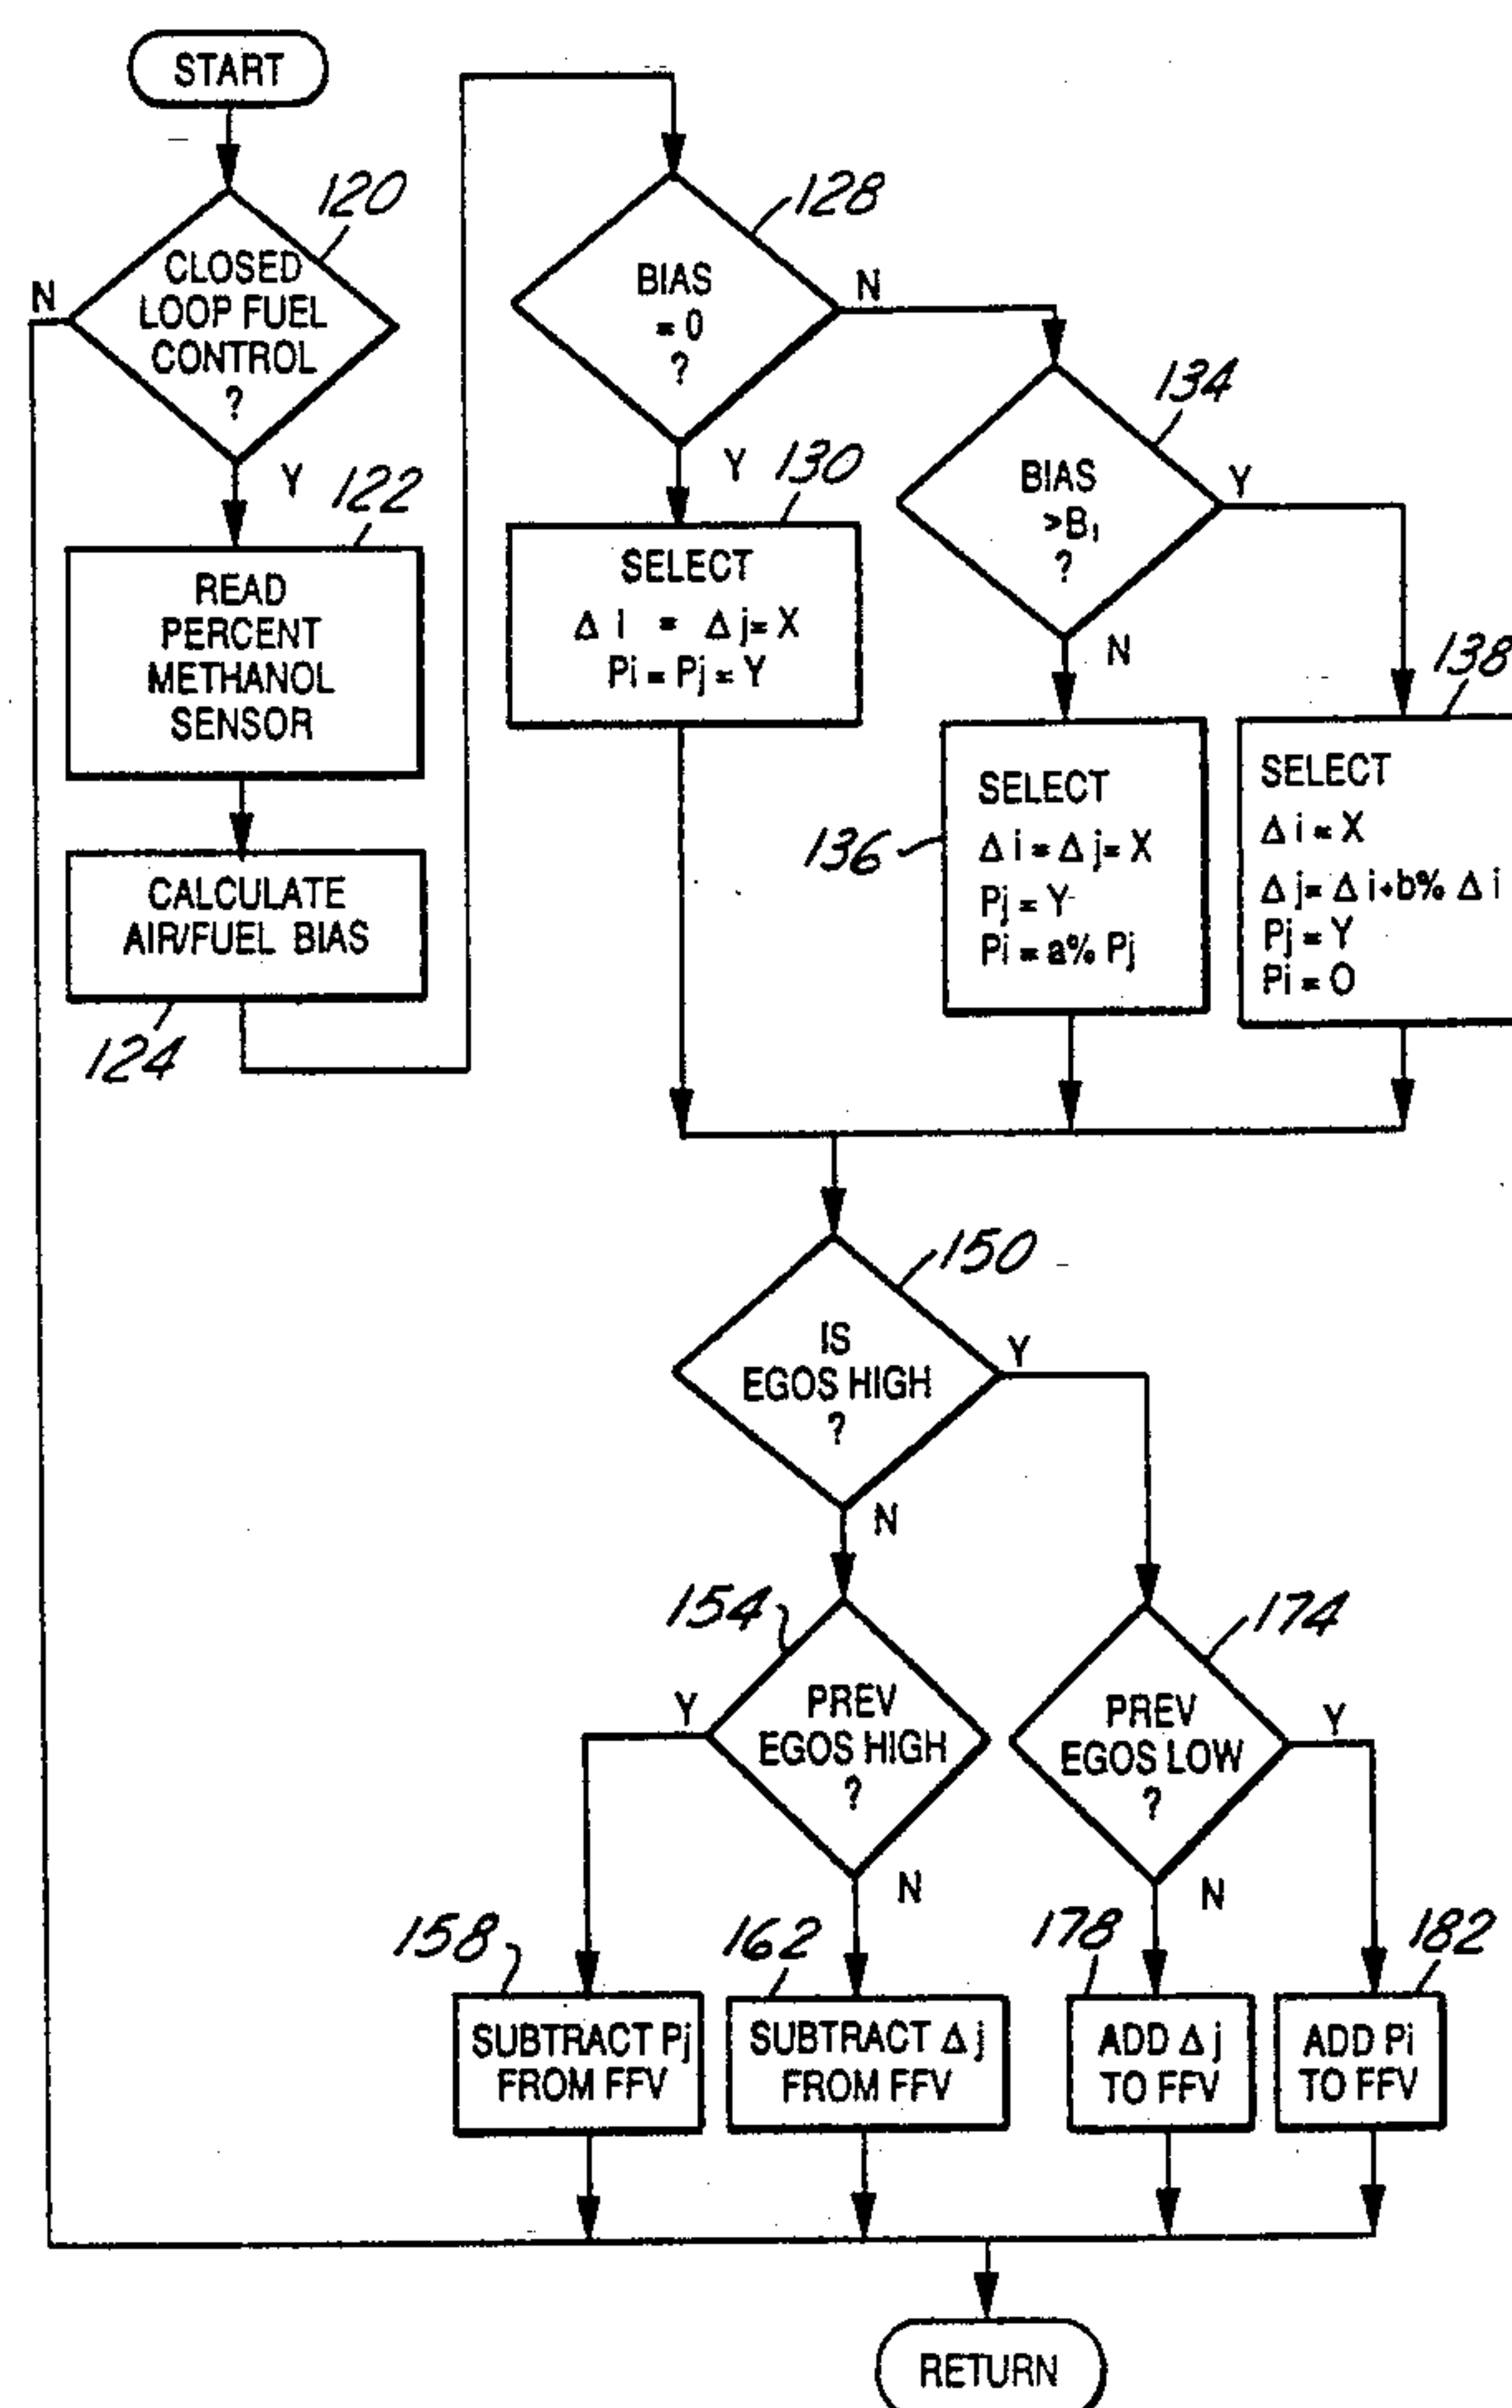 START
120
CLOSED
LOOP FUEL
CONTROL
?
N
Y
122
READ
PERCENT
METHANOL
SENSOR
CALCULATE
AIR/FUEL BIAS
124
128
BIAS
= 0
?
N
Y
130
SELECT
Δ i = Δ j = X
Pi = Pj = Y
134
BIAS
>B1
?
Y
N
136
SELECT
Δ i = Δ j = X
Pj = Y
Pi = a% Pj
138
SELECT
Δ i = X
Δ j = Δ i+b% Δ i
Pj = Y
Pi = O
150
IS
EGOS HIGH
?
Y
N
154
PREV
EGOS HIGH
?
Y
N
174
PREV
EGOS LOW
?
Y
N
158
SUBTRACT Pj
FROM FFV
162
SUBTRACT Δ j
FROM FFV
178
ADD Δ j
TO FFV
182
ADD Pi
TO FFV
RETURN